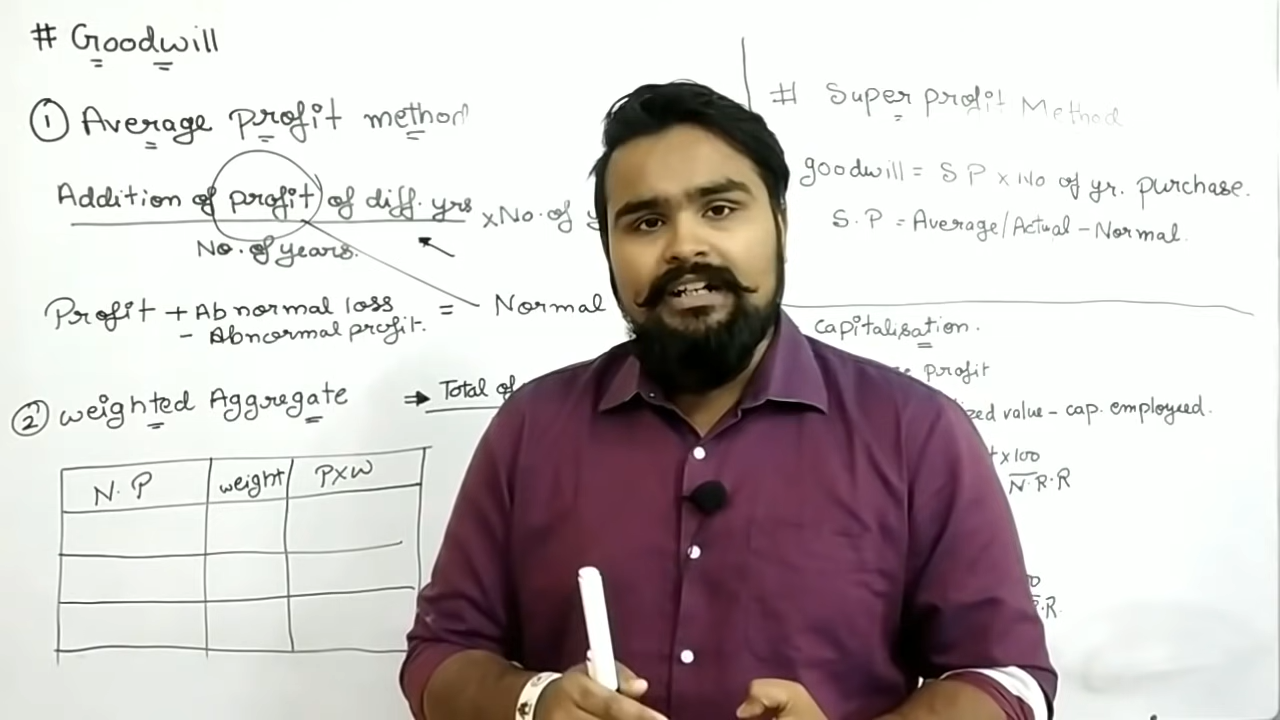 # Goodwill
① Average profit method
Addition of profit of diff. yrs × No. of
No. of years.
Profit + Abnormal loss = Normal
- Abnormal profit.
② weighted Aggregate → Total of
N.P weight P×W
# Super profit Method
goodwill = S P × No of yr. purchase.
S.P = Average/Actual - Normal.
capitalisation.
profit
value - cap. employeed.
×100
N.R.R
R.